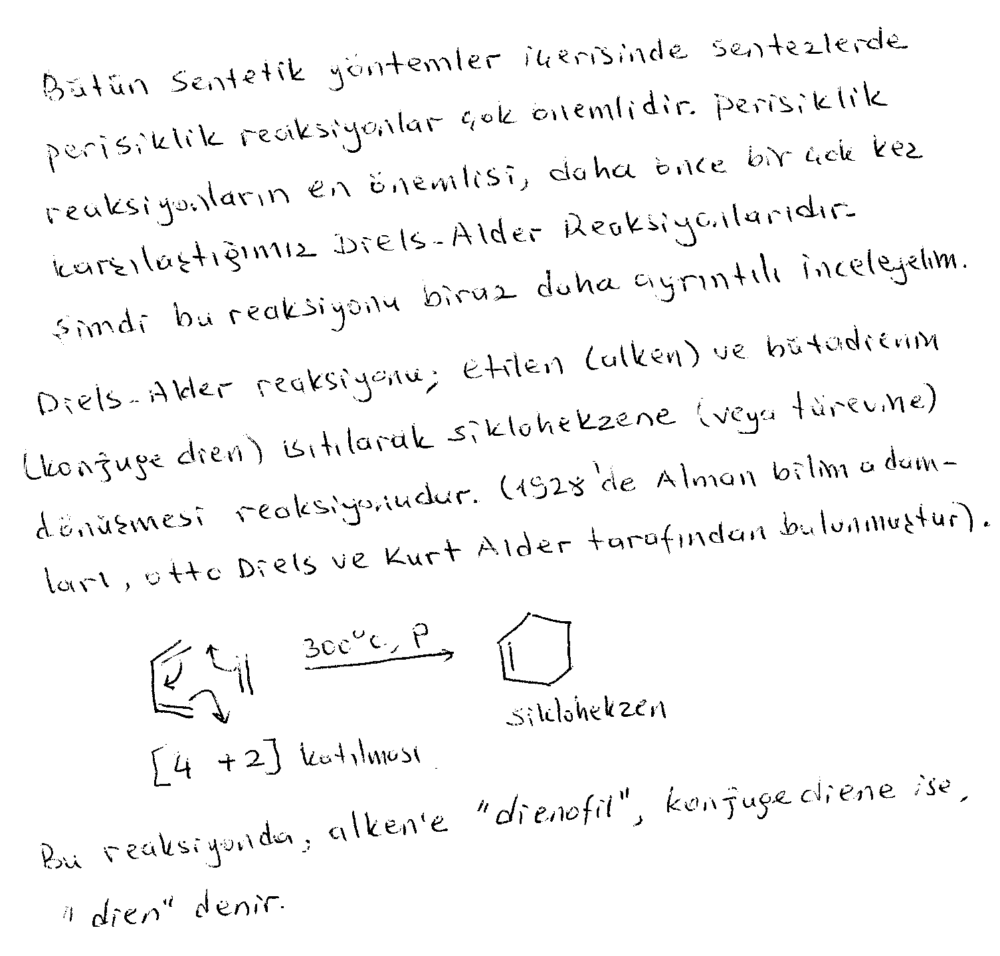 Bütün sentetik yöntemler içerisinde sentezlerde
perisiklik reaksiyonlar çok önemlidir. Perisiklik
reaksiyonların en önemlisi, daha önce bir çok kez
karşılaştığımız Diels-Alder Reaksiyonlarıdır.
Şimdi bu reaksiyonu biraz daha ayrıntılı inceleyelim.
Diels-Alder reaksiyonu; etilen (alken) ve bütadienin
(konjuge dien) ısıtılarak siklohekzene (veya türevine)
dönüşmesi reaksiyonudur. (1928'de Alman bilim adam-
ları, Otto Diels ve Kurt Alder tarafından bulunmuştur).
300°C, P
siklohekzen
[4 +2] katılması
Bu reaksiyonda, alken'e "dienofil", konjuge diene ise,
"dien" denir.